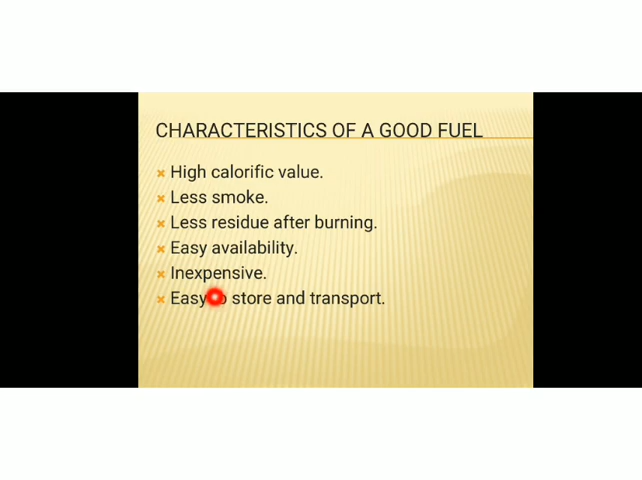 CHARACTERISTICS OF A GOOD FUEL
High calorific value.
Less smoke.
Less residue after burning.
Easy availability.
Inexpensive.
Easy to store and transport.